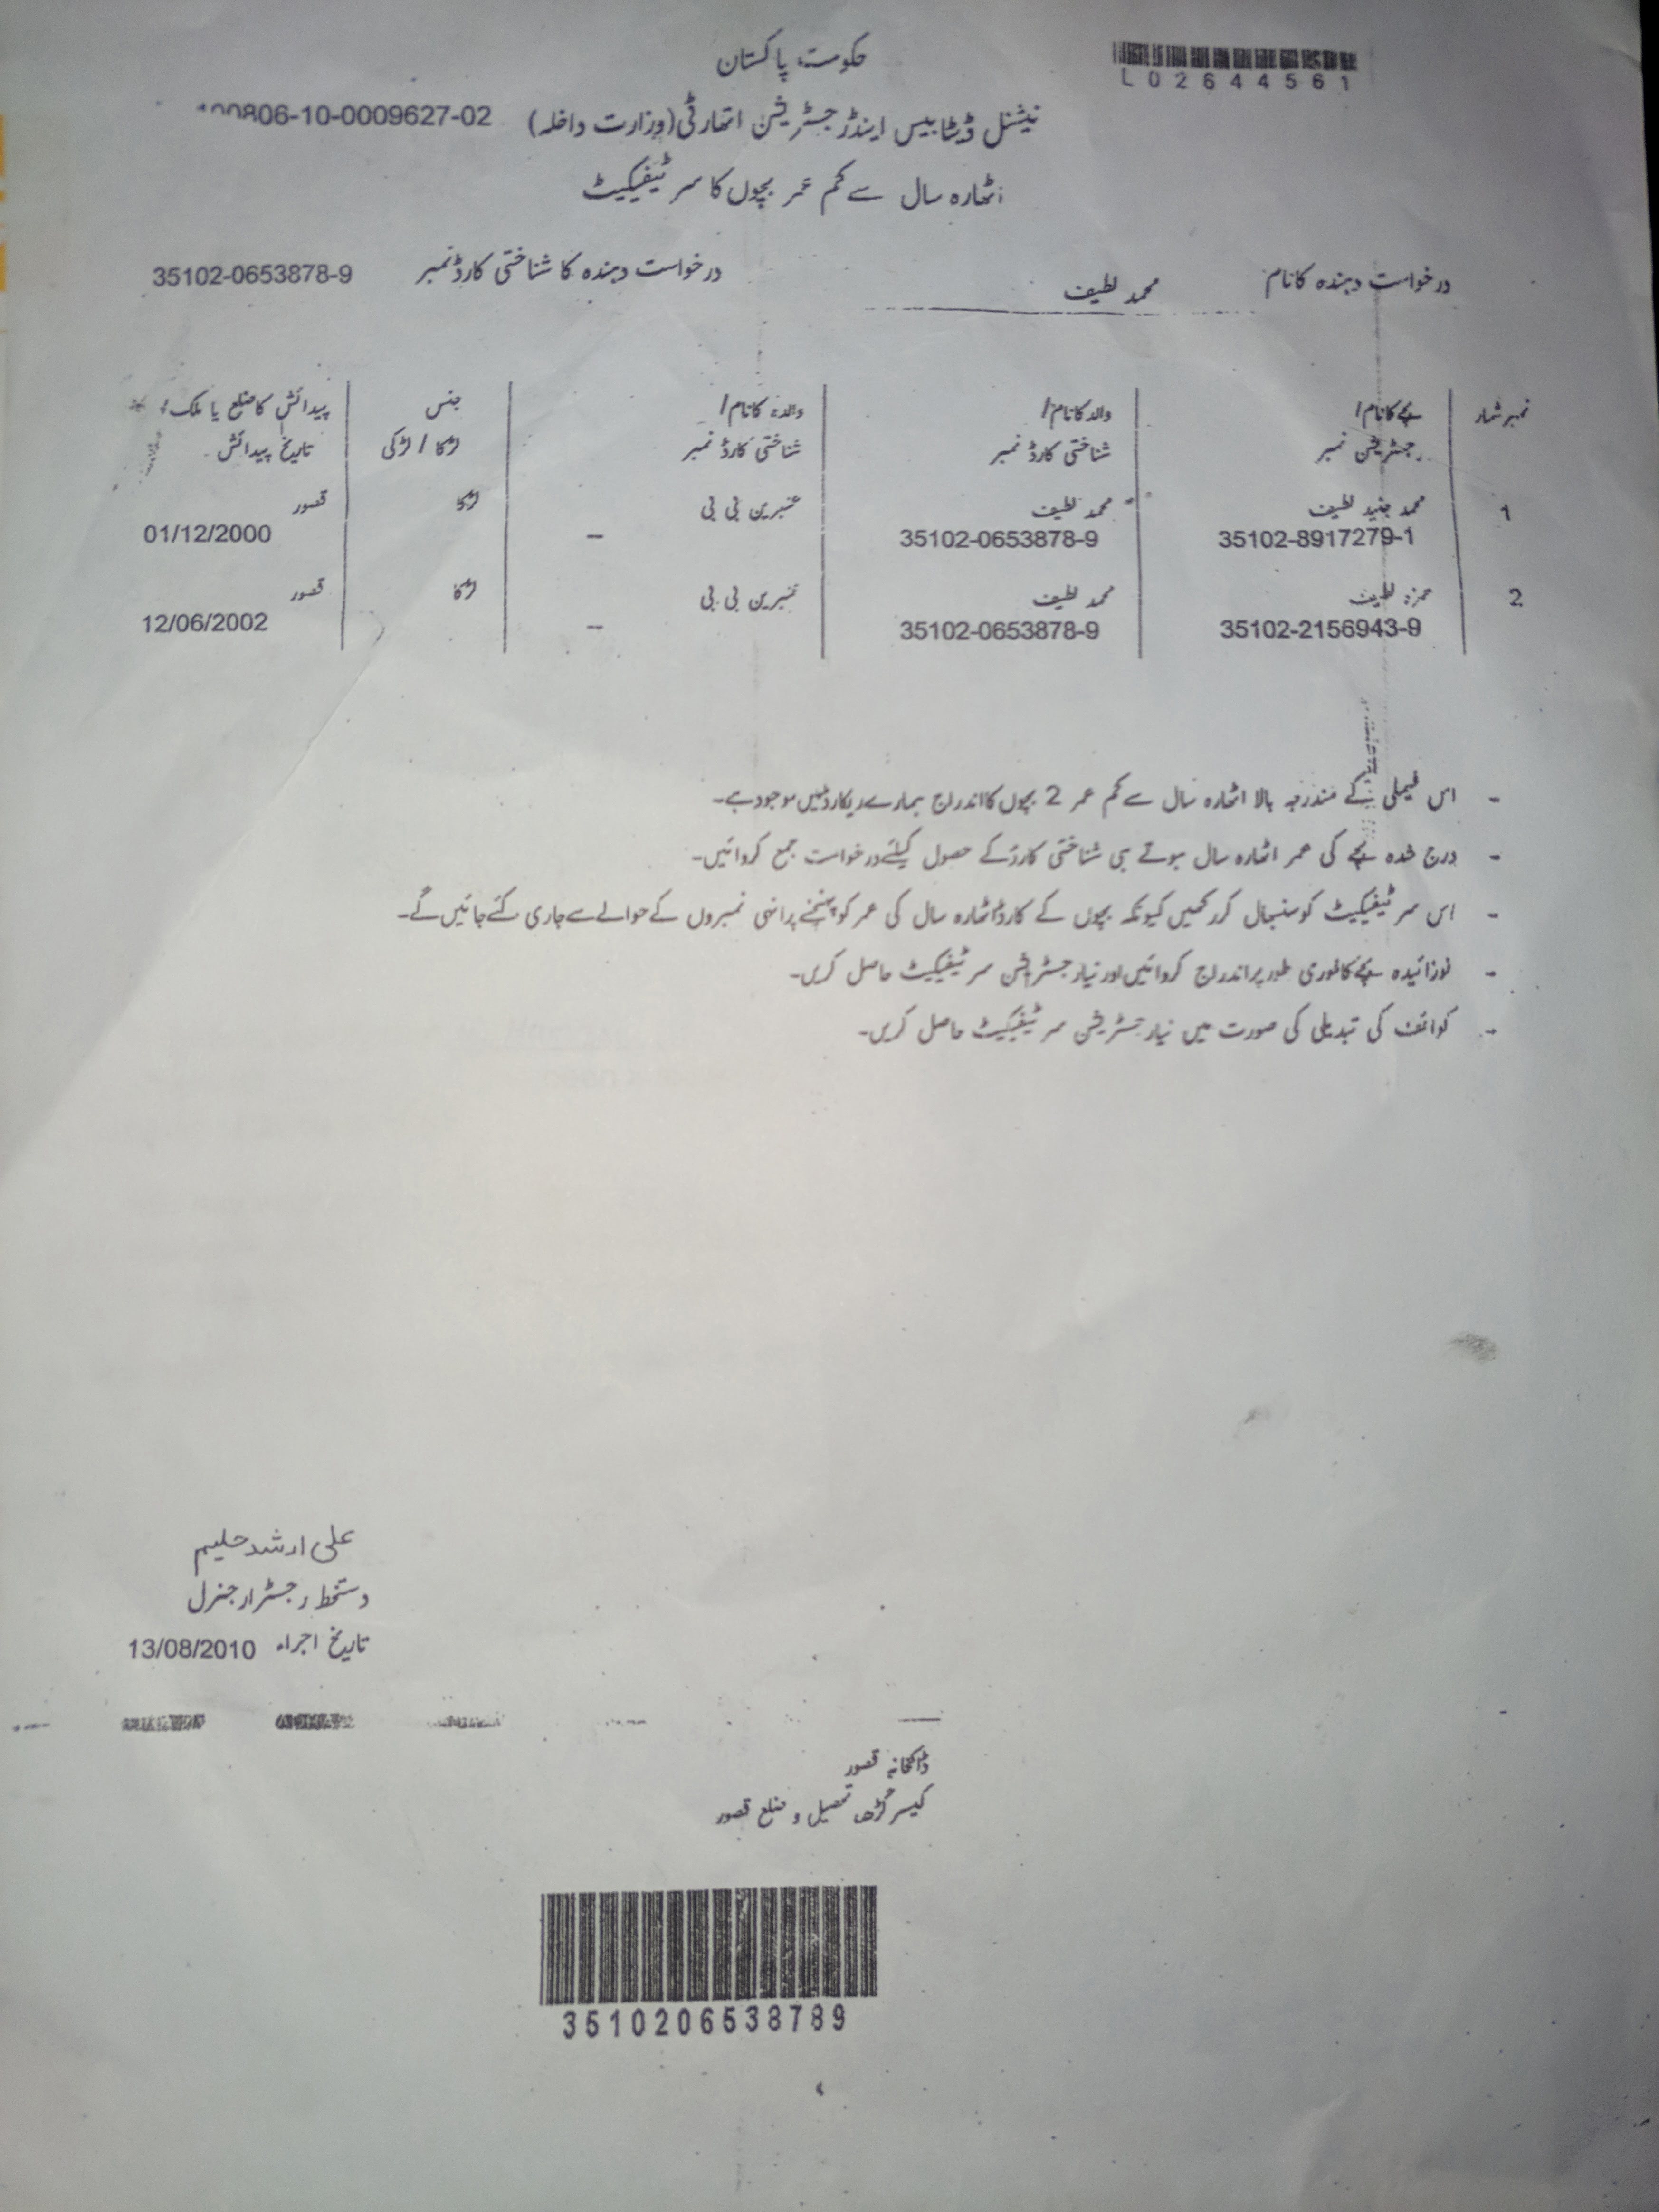 حکومت پاکستان
L02644561
نیشنل ڈیٹابیس اینڈ رجسٹریشن اتھارٹی (وزارت داخلہ)
100806-10-0009627-02
اٹھارہ سال سے کم عمر بچوں کا سرٹیفیکیٹ
درخواست دہندہ کا نام محمد لطیف درخواست دہندہ کا شناختی کارڈ نمبر 35102-0653878-9
نمبر شمار بچے کا نام/ والد کا نام/ والدہ کا نام/ جنس پیدائش کا ضلع یا ملک/
رجسٹریشن نمبر شناختی کارڈ نمبر شناختی کارڈ نمبر لڑکا / لڑکی تاریخ پیدائش
1 محمد جنید لطیف محمد لطیف عنبرین بی بی لڑکا قصور
35102-8917279-1 35102-0653878-9 -- 01/12/2000
2 حمزہ لطیف محمد لطیف عنبرین بی بی لڑکا قصور
35102-2156943-9 35102-0653878-9 -- 12/06/2002
- اس فیملی کے مندرجہ بالا اٹھارہ سال سے کم عمر 2 بچوں کا اندراج ہمارے ریکارڈ میں موجود ہے۔
- درج شدہ بچے کی عمر اٹھارہ سال ہوتے ہی شناختی کارڈ کے حصول کیلئے درخواست جمع کروائیں۔
- اس سرٹیفیکیٹ کو سنبھال کر رکھیں کیونکہ بچوں کے کارڈ اٹھارہ سال کی عمر کو پہنچنے پر انہی نمبروں کے حوالے سے جاری کئے جائیں گے۔
- نوزائیدہ بچے کا فوری طور پر اندراج کروائیں اور نیا رجسٹریشن سرٹیفیکیٹ حاصل کریں۔
- کوائف کی تبدیلی کی صورت میں نیا رجسٹریشن سرٹیفیکیٹ حاصل کریں۔
علی ارشد حلیم
دستخط رجسٹرار جنرل
تاریخ اجراء 13/08/2010
ڈاکخانہ قصور
کیسر گڑھ تحصیل و ضلع قصور
3510206538789